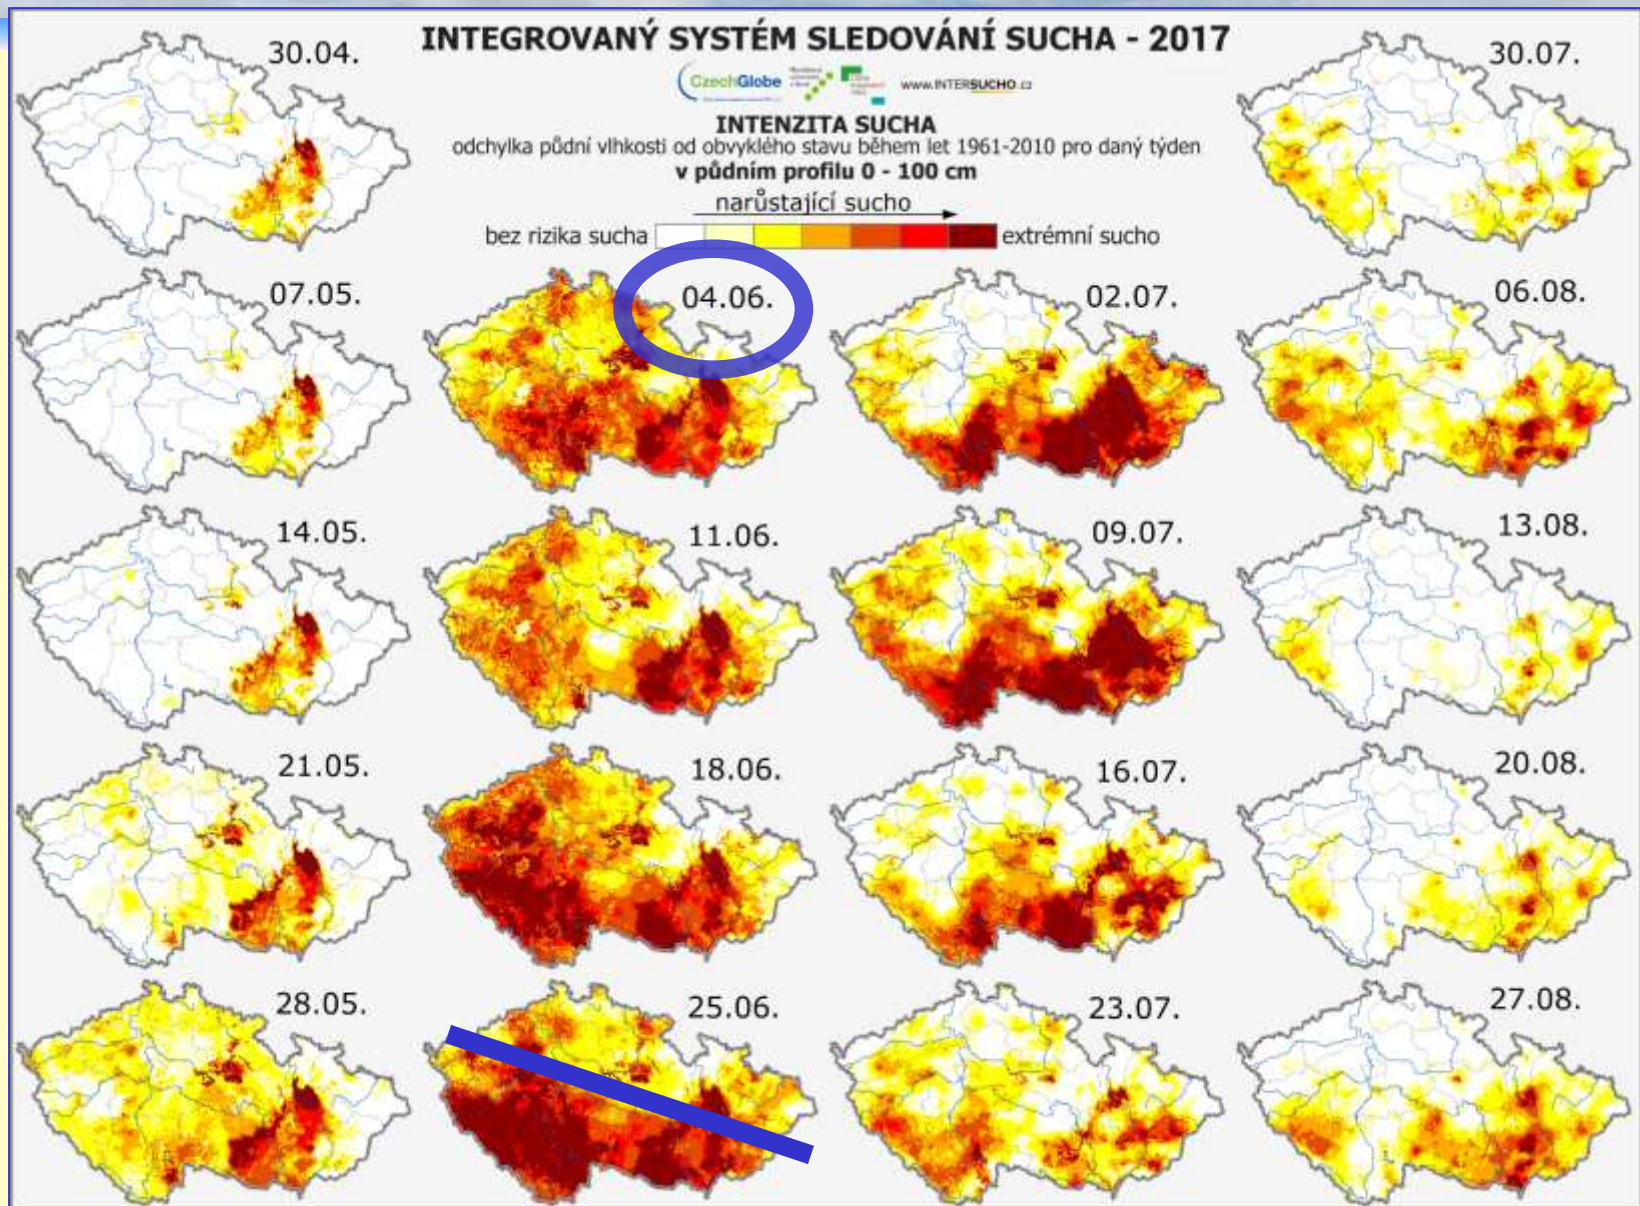 INTEGROVANÝ SYSTÉM SLEDOVÁNÍ SUCHA - 2017
CzechGlobe
www.INTERSUCHO.cz
INTENZITA SUCHA
odchylka půdní vlhkosti od obvyklého stavu během let 1961-2010 pro daný týden
v půdním profilu 0 - 100 cm
narůstající sucho
bez rizika sucha
extrémní sucho
30.04.
30.07.
07.05.
04.06.
02.07.
06.08.
14.05.
11.06.
09.07.
13.08.
21.05.
18.06.
16.07.
20.08.
28.05.
25.06.
23.07.
27.08.